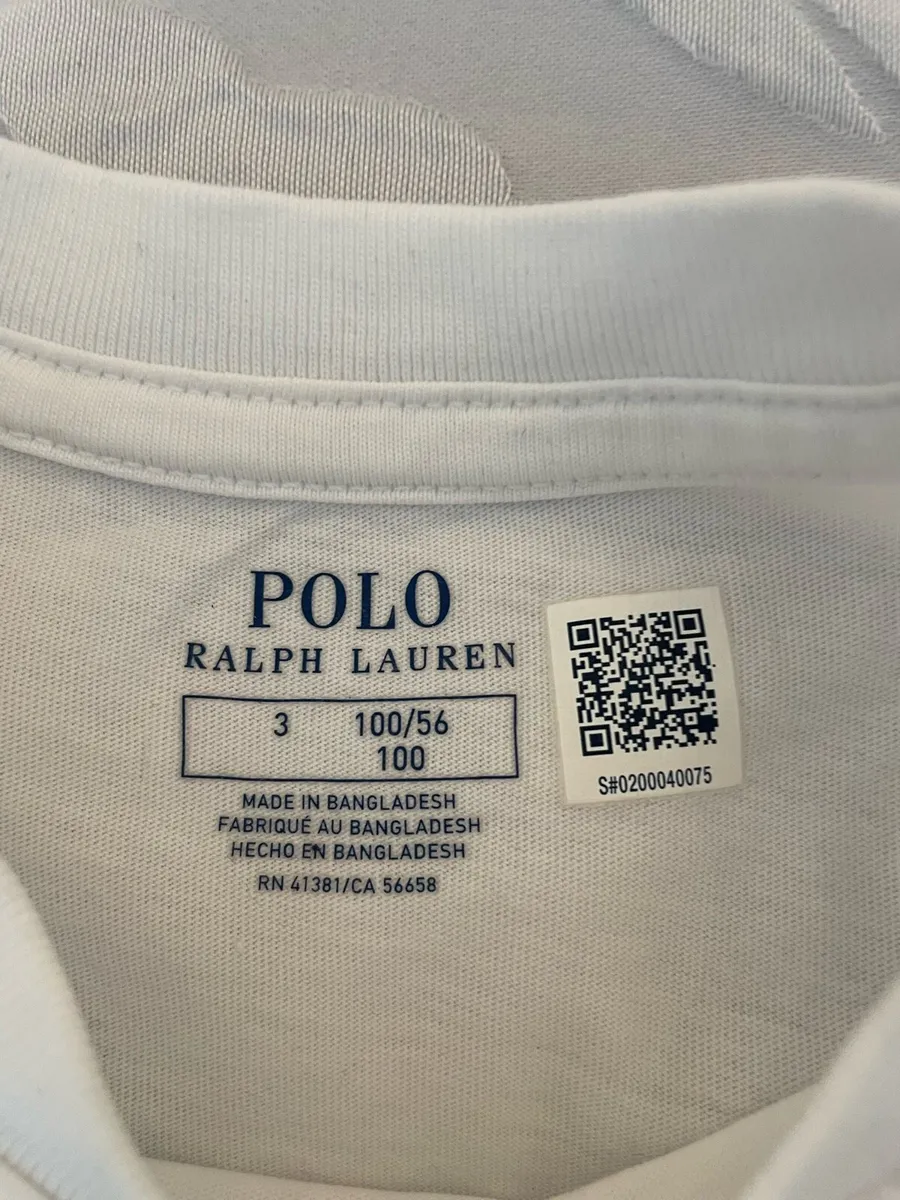 POLO
RALPH LAUREN
3 100/56
100
MADE IN BANGLADESH
FABRIQUÉ AU BANGLADESH
HECHO EN BANGLADESH
RN 41381/CA 56658
S#0200040075